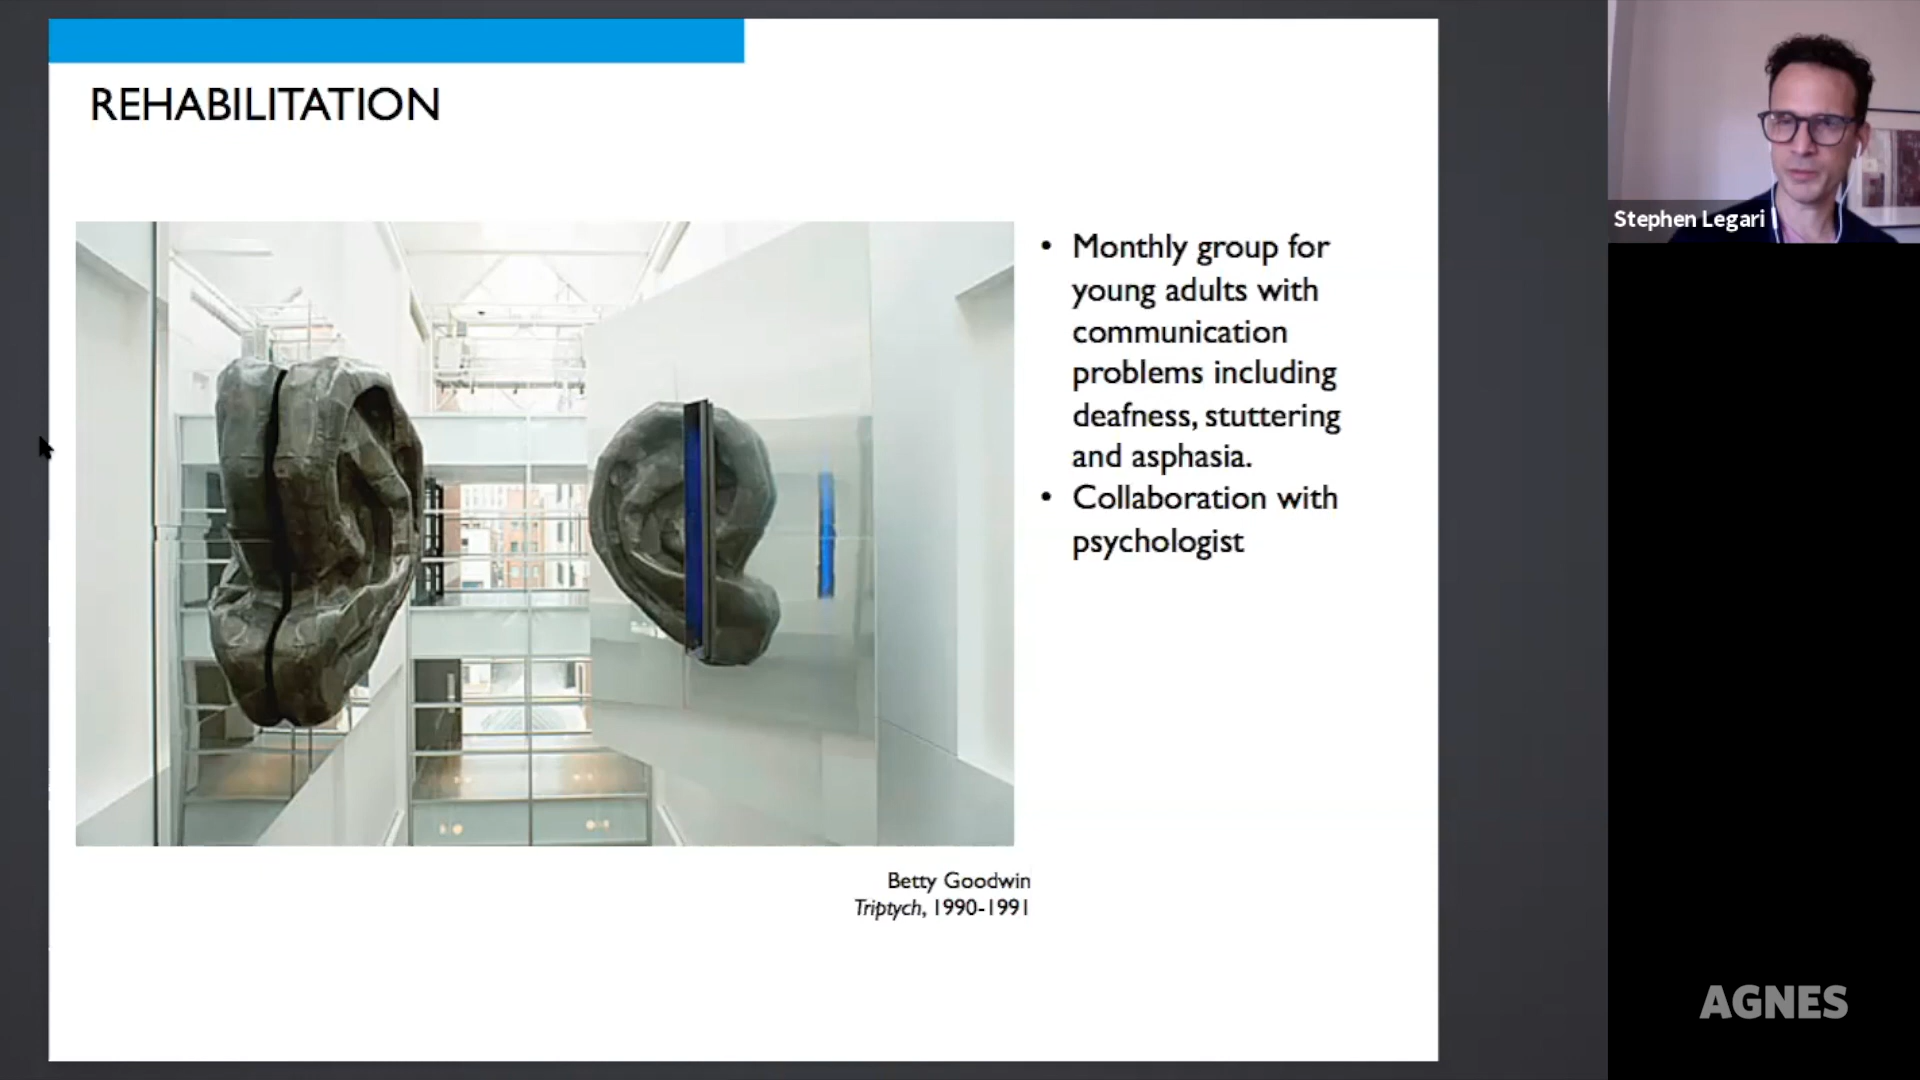 REHABILITATION
• Monthly group for
young adults with
communication
problems including
deafness, stuttering
and asphasia.
• Collaboration with
psychologist
Betty Goodwin
Triptych, 1990-1991
Stephen Legari
AGNES